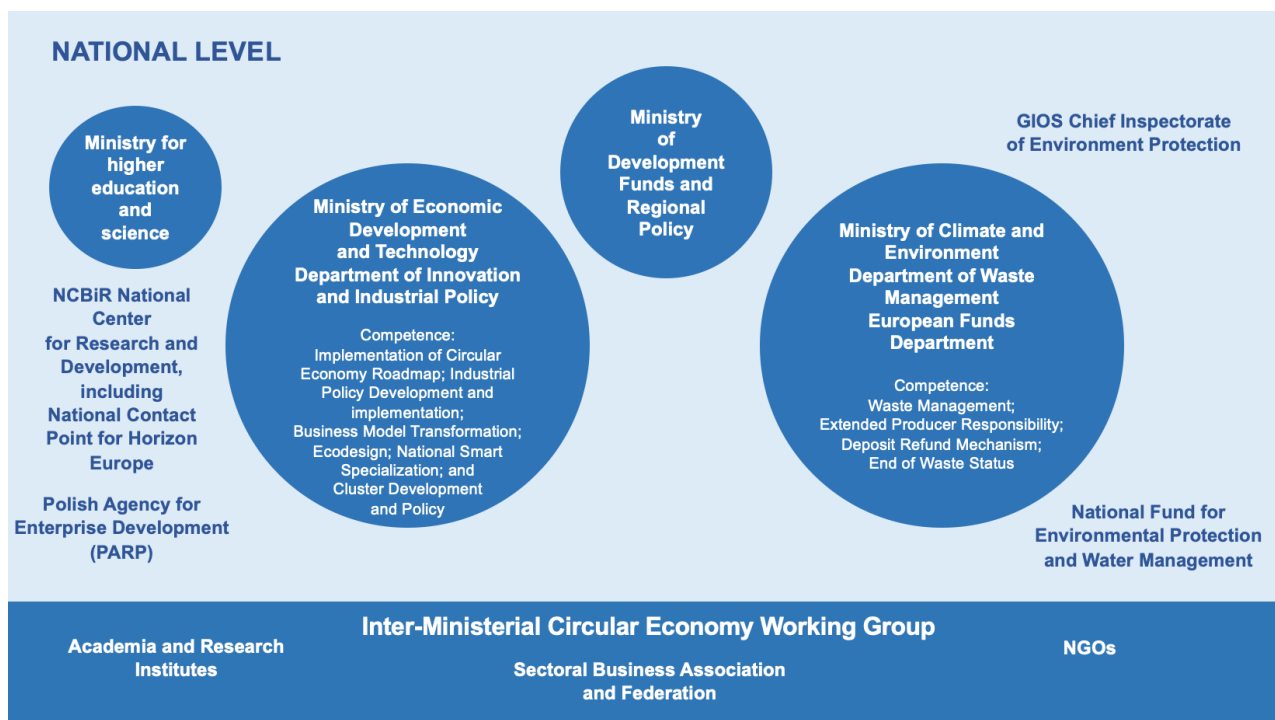 NATIONAL LEVEL
Ministry for
higher
education
and
science
NCBiR National
Center
for Research and
Development,
including
National Contact
Point for Horizon
Europe
Polish Agency for
Enterprise Development
(PARP)
Ministry of Economic
Development
and Technology
Department of Innovation
and Industrial Policy
Competence:
Implementation of Circular
Economy Roadmap; Industrial
Policy Development and
implementation;
Business Model Transformation;
Ecodesign; National Smart
Specialization; and
Cluster Development
and Policy
Ministry
of
Development
Funds and
Regional
Policy
GIOS Chief Inspectorate
of Environment Protection
Ministry of Climate and
Environment
Department of Waste
Management
European Funds
Department
Competence:
Waste Management;
Extended Producer Responsibility;
Deposit Refund Mechanism;
End of Waste Status
National Fund for
Environmental Protection
and Water Management
Inter-Ministerial Circular Economy Working Group
Academia and Research
Institutes
Sectoral Business Association
and Federation
NGOs